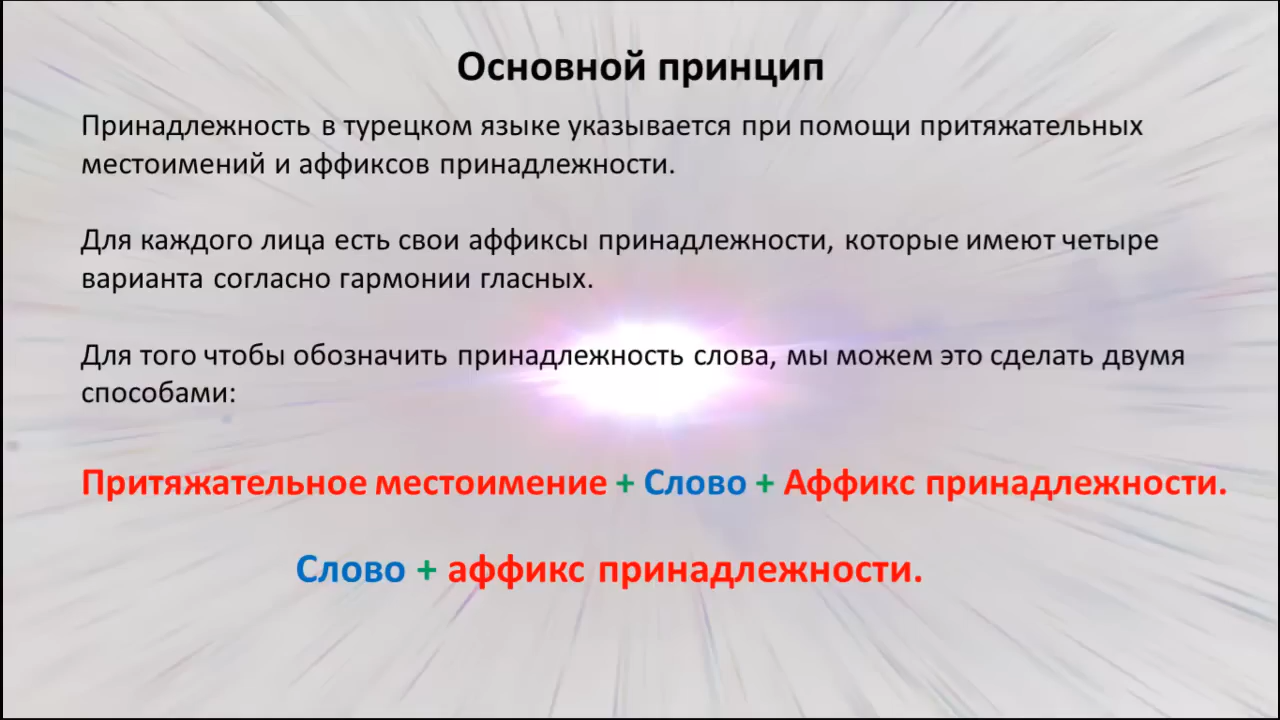 Основной принцип
Принадлежность в турецком языке указывается при помощи притяжательных
местоимений и аффиксов принадлежности.
Для каждого лица есть свои аффиксы принадлежности, которые имеют четыре
варианта согласно гармонии гласных.
Для того чтобы обозначить принадлежность слова, мы можем это сделать двумя
способами:
Притяжательное местоимение + Слово + Аффикс принадлежности.
Слово + аффикс принадлежности.